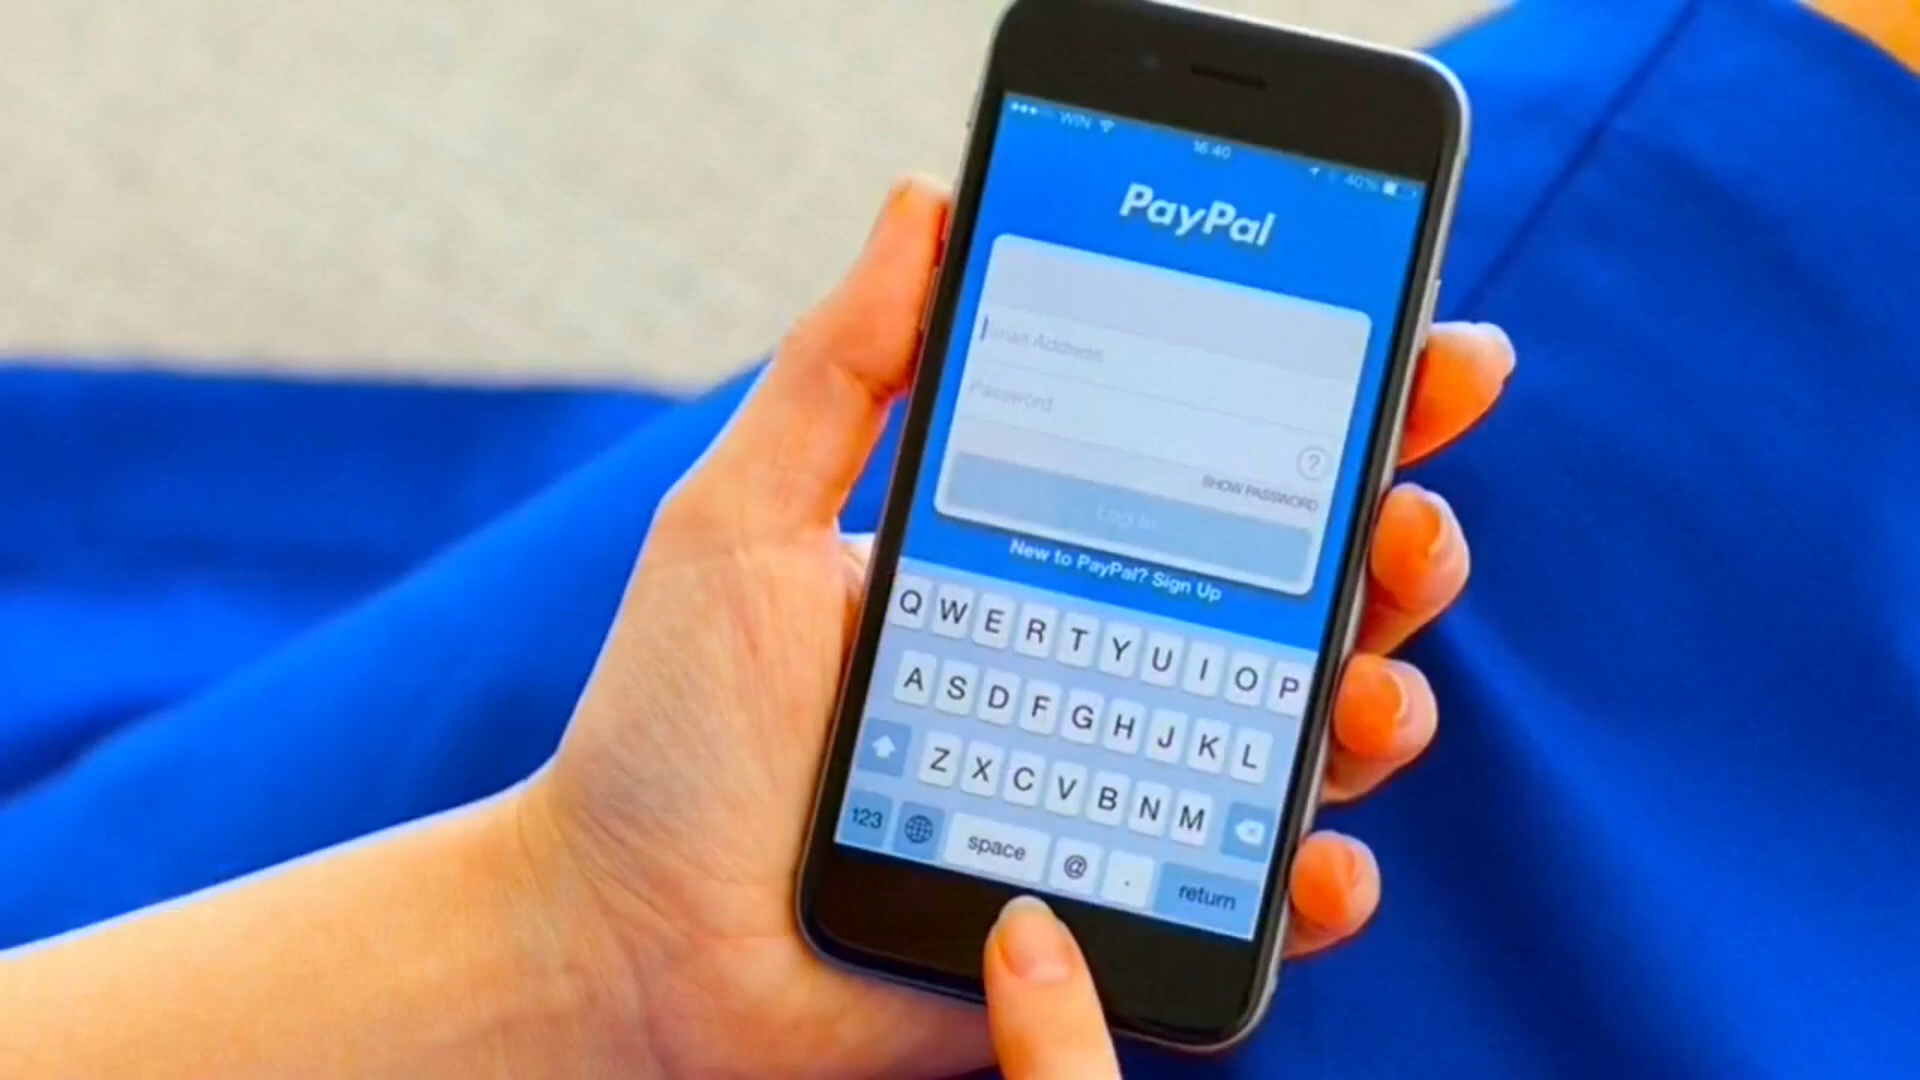 WIN
16:40
40%
PayPal
Email Address
Password
?
SHOW PASSWORD
Log In
New to PayPal? Sign Up
Q W E R T Y U I O P
A S D F G H J K L
Z X C V B N M
123 space @ . return